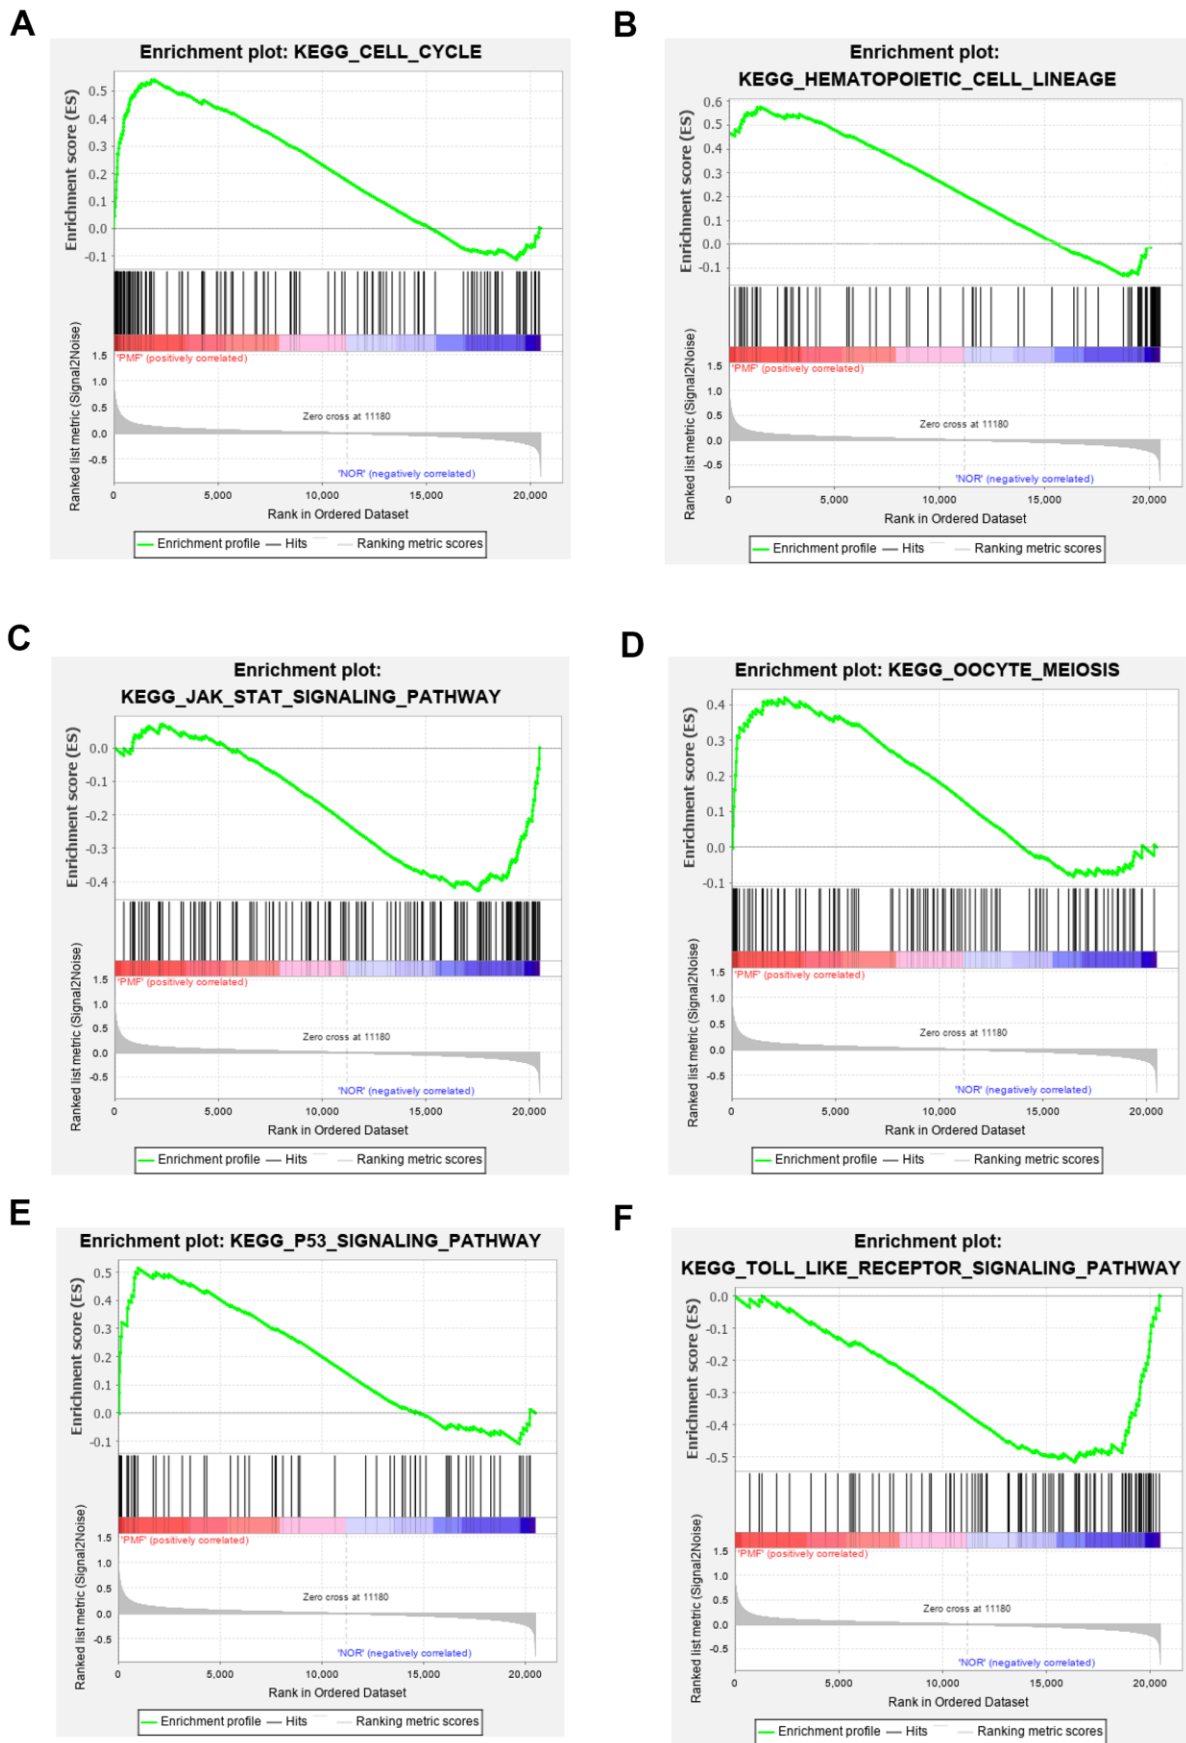 A
Enrichment plot: KEGG_CELL_CYCLE
Enrichment score (ES)
0.5
0.4
0.3
0.2
0.1
0.0
-0.1
Ranked list metric (Signal2Noise)
'PMF' (positively correlated)
1.5
1.0
0.5
0.0
-0.5
Zero cross at 11180
'NOR' (negatively correlated)
0 5,000 10,000 15,000 20,000
Rank in Ordered Dataset
Enrichment profile Hits Ranking metric scores
B
Enrichment plot:
KEGG_HEMATOPOIETIC_CELL_LINEAGE
Enrichment score (ES)
0.6
0.5
0.4
0.3
0.2
0.1
0.0
-0.1
Ranked list metric (Signal2Noise)
'PMF' (positively correlated)
1.5
1.0
0.5
0.0
-0.5
Zero cross at 11180
'NOR' (negatively correlated)
0 5,000 10,000 15,000 20,000
Rank in Ordered Dataset
Enrichment profile Hits Ranking metric scores
C
Enrichment plot:
KEGG_JAK_STAT_SIGNALING_PATHWAY
Enrichment score (ES)
0.0
-0.1
-0.2
-0.3
-0.4
Ranked list metric (Signal2Noise)
'PMF' (positively correlated)
1.5
1.0
0.5
0.0
-0.5
Zero cross at 11180
'NOR' (negatively correlated)
0 5,000 10,000 15,000 20,000
Rank in Ordered Dataset
Enrichment profile Hits Ranking metric scores
D
Enrichment plot: KEGG_OOCYTE_MEIOSIS
Enrichment score (ES)
0.4
0.3
0.2
0.1
0.0
-0.1
Ranked list metric (Signal2Noise)
'PMF' (positively correlated)
1.5
1.0
0.5
0.0
-0.5
Zero cross at 11180
'NOR' (negatively correlated)
0 5,000 10,000 15,000 20,000
Rank in Ordered Dataset
Enrichment profile Hits Ranking metric scores
E
Enrichment plot: KEGG_P53_SIGNALING_PATHWAY
Enrichment score (ES)
0.5
0.4
0.3
0.2
0.1
0.0
-0.1
Ranked list metric (Signal2Noise)
'PMF' (positively correlated)
1.5
1.0
0.5
0.0
-0.5
Zero cross at 11180
'NOR' (negatively correlated)
0 5,000 10,000 15,000 20,000
Rank in Ordered Dataset
Enrichment profile Hits Ranking metric scores
F
Enrichment plot:
KEGG_TOLL_LIKE_RECEPTOR_SIGNALING_PATHWAY
Enrichment score (ES)
0.0
-0.1
-0.2
-0.3
-0.4
-0.5
Ranked list metric (Signal2Noise)
'PMF' (positively correlated)
1.5
1.0
0.5
0.0
-0.5
Zero cross at 11180
'NOR' (negatively correlated)
0 5,000 10,000 15,000 20,000
Rank in Ordered Dataset
Enrichment profile Hits Ranking metric scores